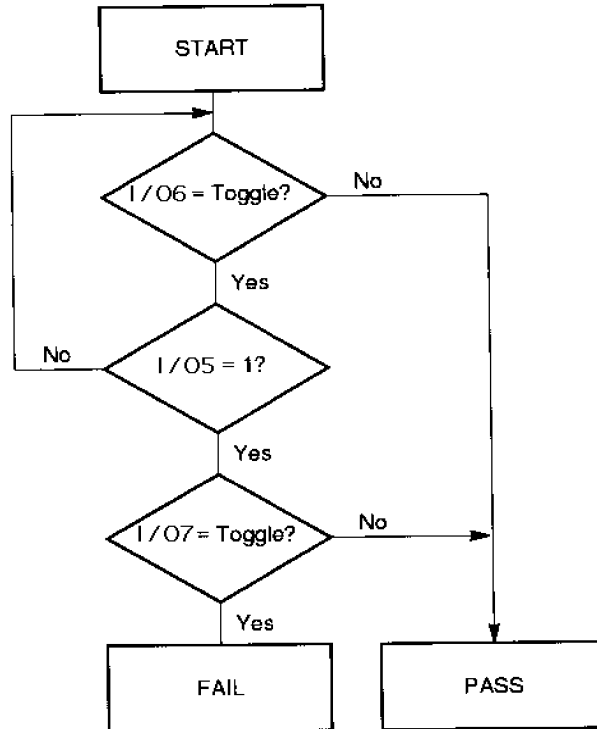 START
I/O6 = Toggle?
No
Yes
I/O5 = 1?
No
Yes
I/O7 = Toggle?
No
Yes
FAIL
PASS